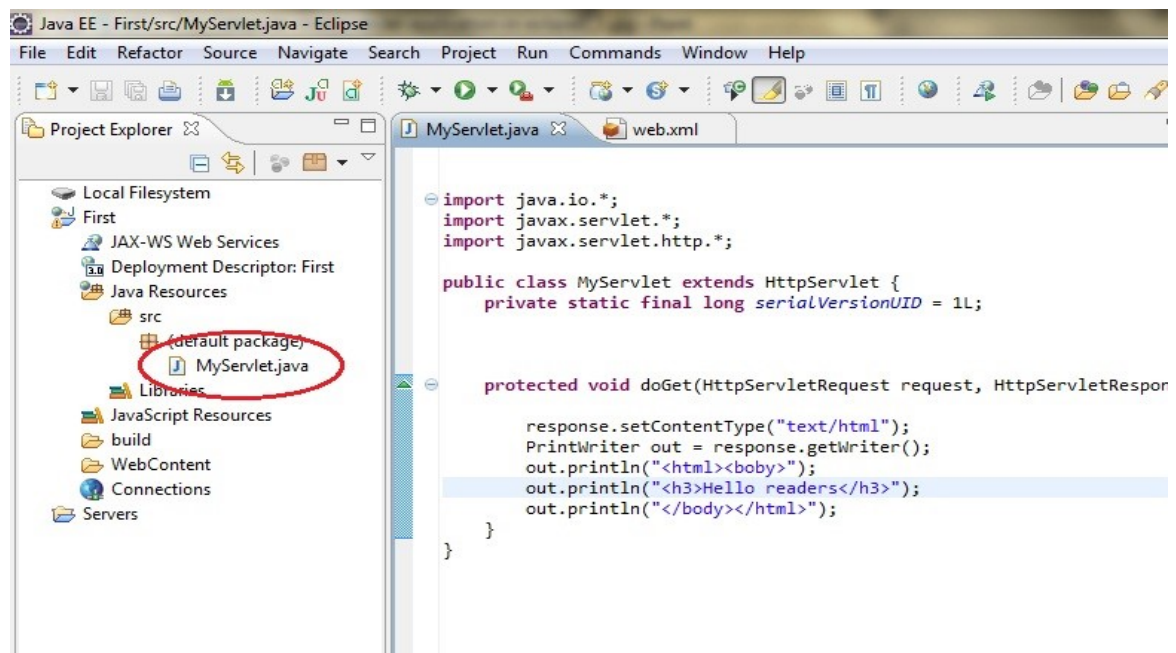 Java EE - First/src/MyServlet.java - Eclipse
File Edit Refactor Source Navigate Search Project Run Commands Window Help
Project Explorer
MyServlet.java web.xml
Local Filesystem
First
JAX-WS Web Services
3.0 Deployment Descriptor: First
Java Resources
src
(default package)
MyServlet.java
Libraries
JavaScript Resources
build
WebContent
Connections
Servers
import java.io.*;
import javax.servlet.*;
import javax.servlet.http.*;
public class MyServlet extends HttpServlet {
private static final long serialVersionUID = 1L;
protected void doGet(HttpServletRequest request, HttpServletRespon
response.setContentType("text/html");
PrintWriter out = response.getWriter();
out.println("<html><boby>");
out.println("<h3>Hello readers</h3>");
out.println("</body></html>");
}
}